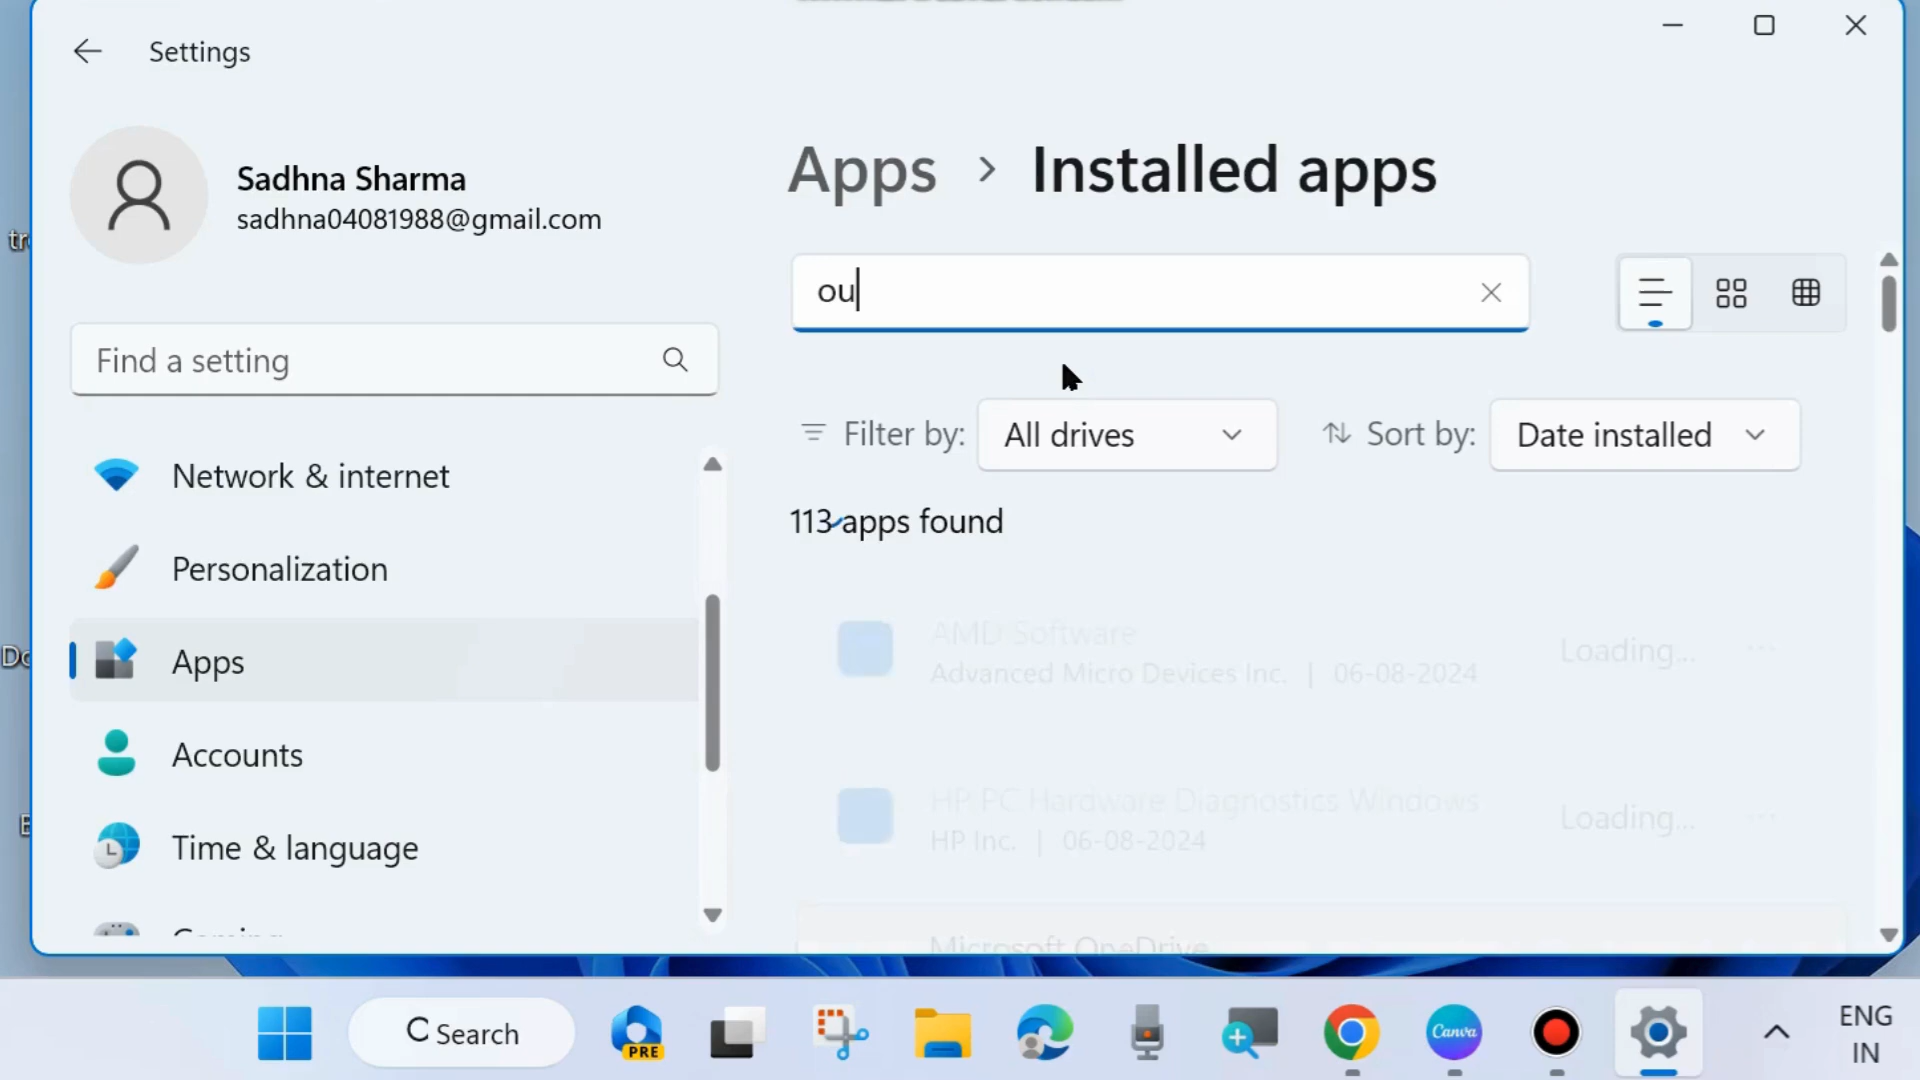 Settings
Sadhna Sharma
sadhna04081988@gmail.com
Find a setting
Network & internet
Personalization
Apps
Accounts
Time & language
Apps > Installed apps
ou
Filter by: All drives
Sort by: Date installed
113 apps found
AMD Software
Advanced Micro Devices Inc. | 06-08-2024
Loading...
HP PC Hardware Diagnostics Windows
HP Inc. | 06-08-2024
Loading...
Microsoft OneDrive
Search
PRE
Canva
ENG
IN